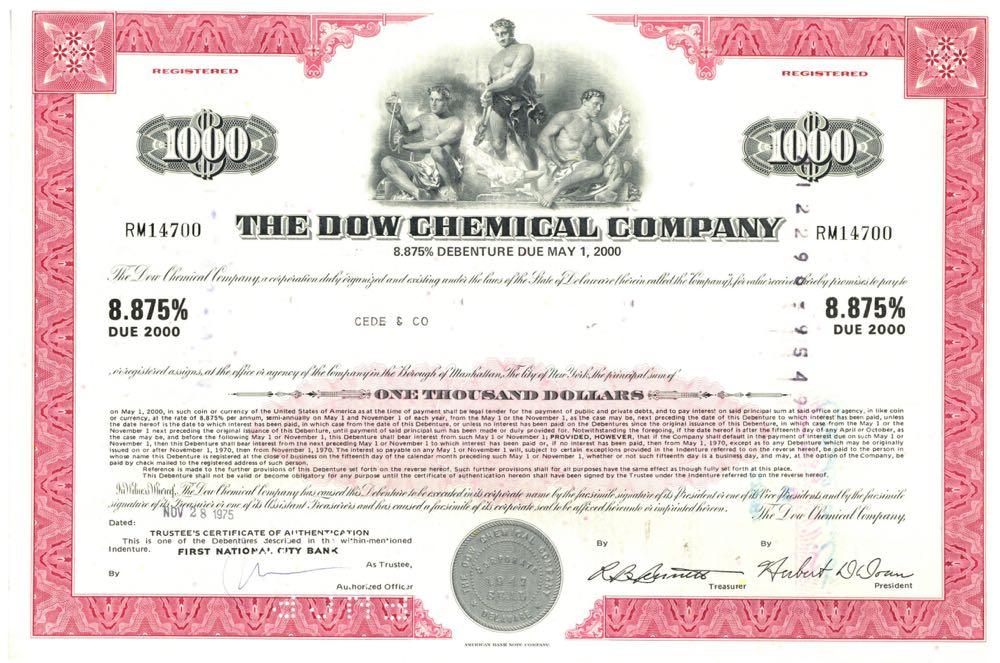 REGISTERED REGISTERED
1000 1000
RM14700 THE DOW CHEMICAL COMPANY RM14700
8.875% DEBENTURE DUE MAY 1, 2000
The Dow Chemical Company, a corporation duly organized and existing under the laws of the State of Delaware (herein called the "Company"), for value received hereby promises to pay to
8.875% 8.875%
DUE 2000 DUE 2000
CEDE & CO
or registered assigns, at the office or agency of the Company in the Borough of Manhattan, The City of New York, the principal sum of
ONE THOUSAND DOLLARS
on May 1, 2000, in such coin or currency of the United States of America as at the time of payment shall be legal tender for the payment of public and private debts, and to pay interest on said principal sum at said office or agency, in like coin
or currency, at the rate of 8.875% per annum, semi-annually on May 1 and November 1 of each year, from the May 1 or the November 1, as the case may be, next preceding the date of this Debenture to which interest has been paid, unless
the date hereof is the date to which interest has been paid, in which case from the date of this Debenture, or unless no interest has been paid on the Debentures since the original issuance of this Debenture, in which case from the May 1 or the
November 1 next preceding the original issuance of this Debenture, until payment of said principal sum has been made or duly provided for. Notwithstanding the foregoing, if the date hereof is after the fifteenth day of any April or October, as
the case may be, and before the following May 1 or November 1, this Debenture shall bear interest from such May 1 or November 1; PROVIDED, HOWEVER, that if the Company shall default in the payment of interest due on such May 1 or
November 1, then this Debenture shall bear interest from the next preceding May 1 or November 1 to which interest has been paid or, if no interest has been paid, then from May 1, 1970, except as to any Debenture which may be originally
issued on or after November 1, 1970, then from November 1, 1970. The interest so payable on any May 1 or November 1 will, subject to certain exceptions provided in the Indenture referred to on the reverse hereof, be paid to the person in
whose name this Debenture is registered at the close of business on the fifteenth day of the calendar month preceding such May 1 or November 1, whether or not such fifteenth day is a business day, and may, at the option of the Company, be
paid by check mailed to the registered address of such person.
Reference is made to the further provisions of this Debenture set forth on the reverse hereof. Such further provisions shall for all purposes have the same effect as though fully set forth at this place.
This Debenture shall not be valid or become obligatory for any purpose until the certificate of authentication hereon shall have been signed by the Trustee under the Indenture referred to on the reverse hereof.
In Witness Whereof, The Dow Chemical Company has caused this Debenture to be executed in its corporate name by the facsimile signature of its President or one of its Vice Presidents and by the facsimile
signature of its Treasurer or one of its Assistant Treasurers and has caused a facsimile of its corporate seal to be affixed hereunto or imprinted hereon.
The Dow Chemical Company,
NOV 28 1975
Dated:
TRUSTEE'S CERTIFICATE OF AUTHENTICATION
This is one of the Debentures described in the within-mentioned
Indenture. FIRST NATIONAL CITY BANK
As Trustee,
By
Authorized Officer
THE DOW CHEMICAL COMPANY
CORPORATE
1947
SEAL
DELAWARE
By By
R B Bennett Herbert D Doan
Treasurer President
AMERICAN BANK NOTE COMPANY